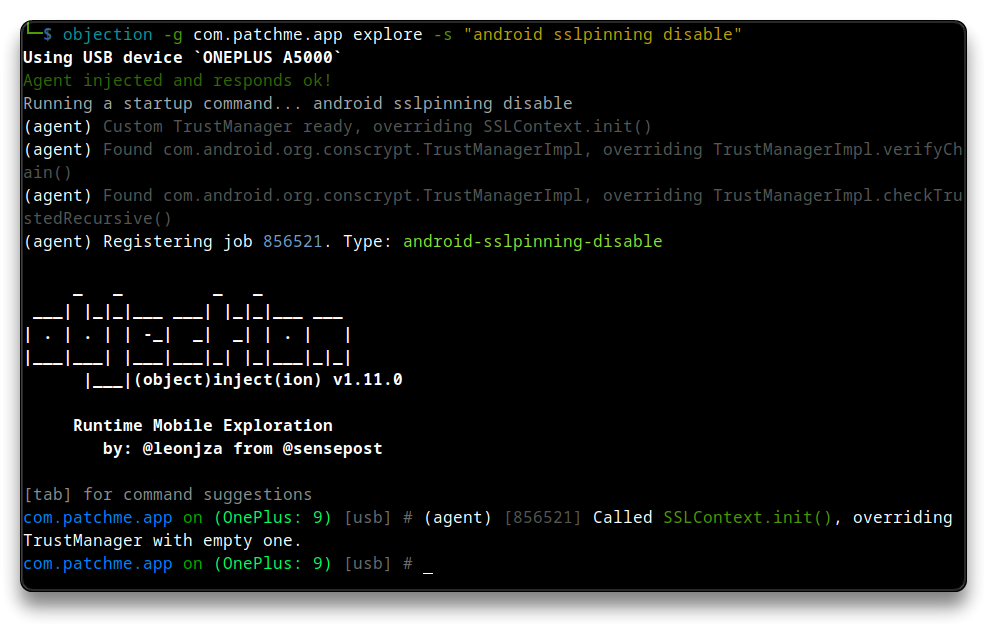 └─$ objection -g com.patchme.app explore -s "android sslpinning disable"
Using USB device `ONEPLUS A5000`
Agent injected and responds ok!
Running a startup command... android sslpinning disable
(agent) Custom TrustManager ready, overriding SSLContext.init()
(agent) Found com.android.org.conscrypt.TrustManagerImpl, overriding TrustManagerImpl.verifyCh
ain()
(agent) Found com.android.org.conscrypt.TrustManagerImpl, overriding TrustManagerImpl.checkTru
stedRecursive()
(agent) Registering job 856521. Type: android-sslpinning-disable
     _   _         _   _
 ___| |_|_|___ ___| |_|_|___ ___
| . | . | | -_|  _|  _| | . |   |
|___|___| |___|___|_| |_|___|_|_|
      |___|(object)inject(ion) v1.11.0
     Runtime Mobile Exploration
        by: @leonjza from @sensepost
[tab] for command suggestions
com.patchme.app on (OnePlus: 9) [usb] # (agent) [856521] Called SSLContext.init(), overriding
TrustManager with empty one.
com.patchme.app on (OnePlus: 9) [usb] # _